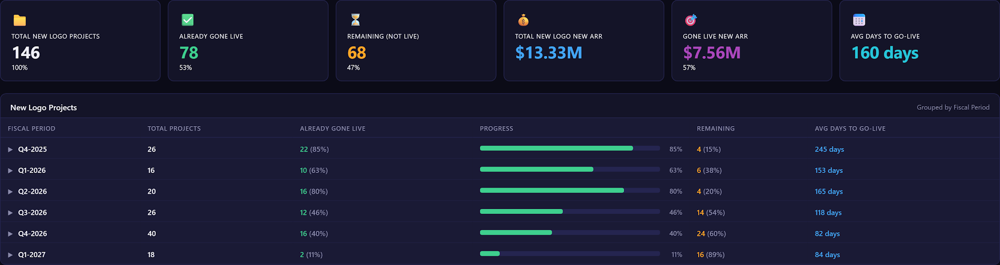 TOTAL NEW LOGO PROJECTS
146
100%
ALREADY GONE LIVE
78
53%
REMAINING (NOT LIVE)
68
47%
TOTAL NEW LOGO NEW ARR
$13.33M
GONE LIVE NEW ARR
$7.56M
57%
AVG DAYS TO GO-LIVE
160 days
New Logo Projects
Grouped by Fiscal Period
FISCAL PERIOD TOTAL PROJECTS ALREADY GONE LIVE PROGRESS REMAINING AVG DAYS TO GO-LIVE
Q4-2025 26 22 (85%) 85% 4 (15%) 245 days
Q1-2026 16 10 (63%) 63% 6 (38%) 153 days
Q2-2026 20 16 (80%) 80% 4 (20%) 165 days
Q3-2026 26 12 (46%) 46% 14 (54%) 118 days
Q4-2026 40 16 (40%) 40% 24 (60%) 82 days
Q1-2027 18 2 (11%) 11% 16 (89%) 84 days